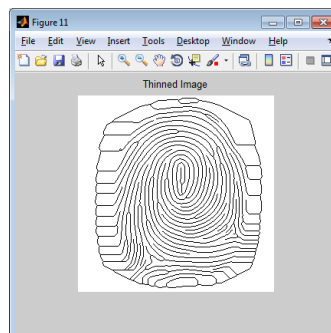 Figure 11
File Edit View Insert Tools Desktop Window Help
Thinned Image